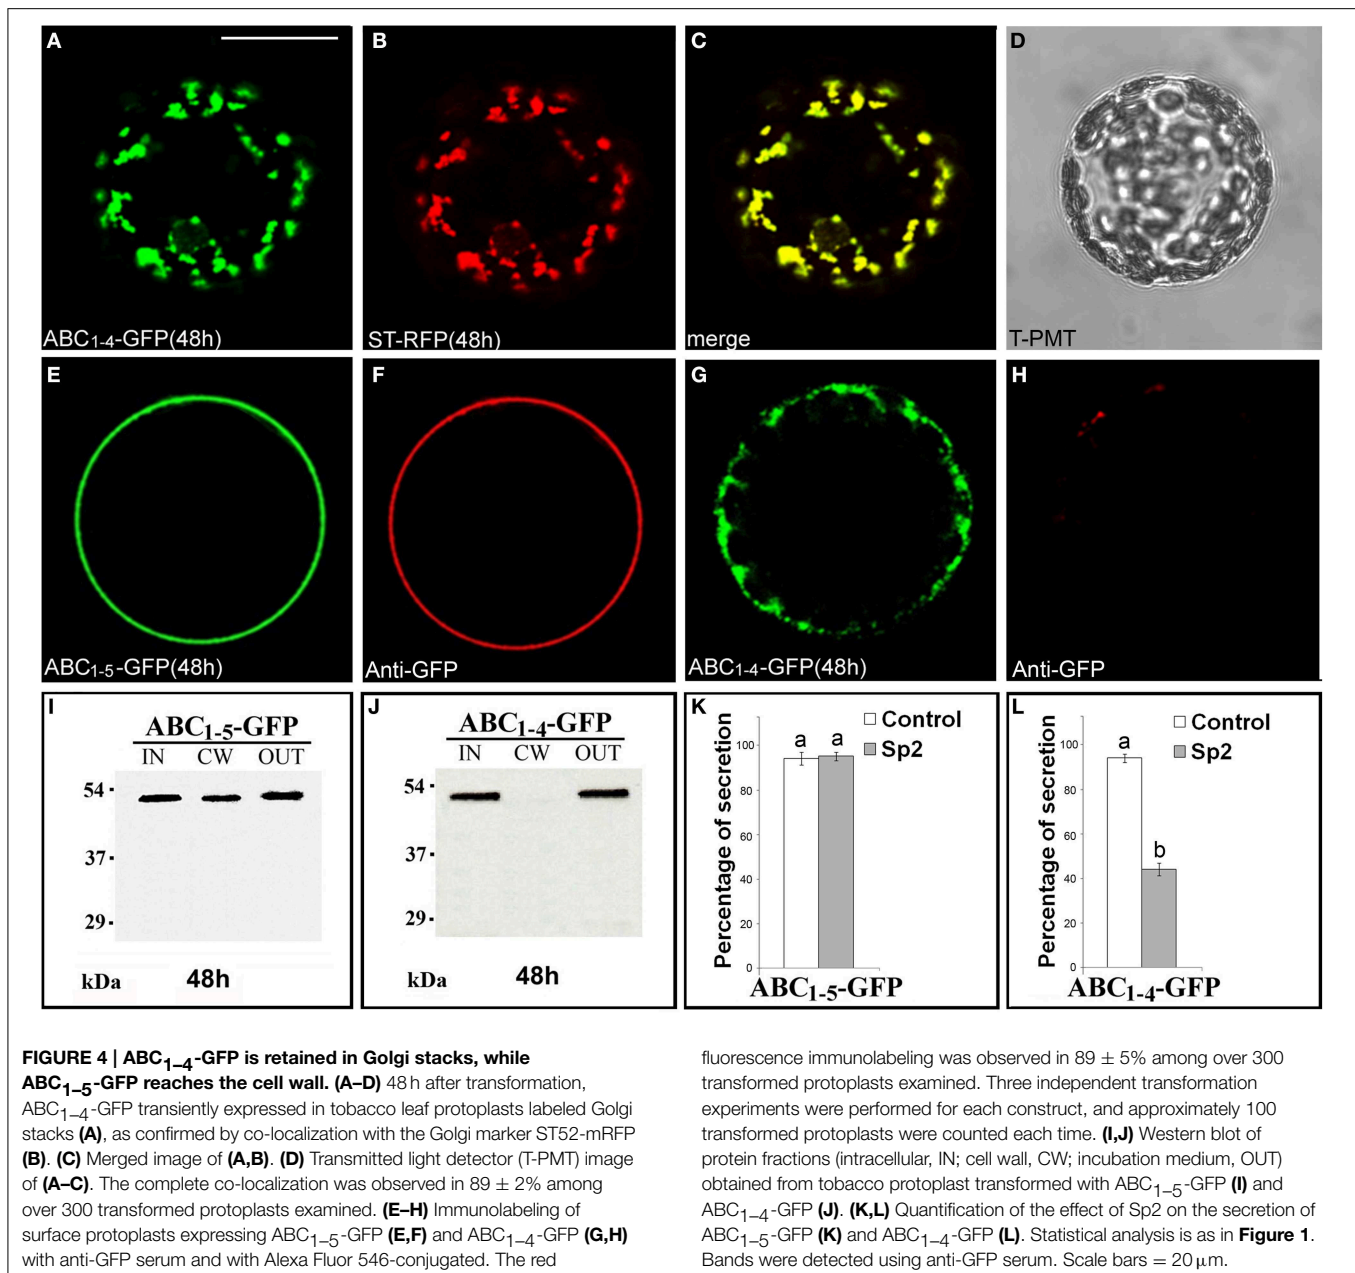 A
B
C
D
ABC1-4-GFP(48h)
ST-RFP(48h)
merge
T-PMT
E
F
G
H
ABC1-5-GFP(48h)
Anti-GFP
ABC1-4-GFP(48h)
Anti-GFP
I
ABC1-5-GFP
IN CW OUT
54
37
29
kDa 48h
J
ABC1-4-GFP
IN CW OUT
54
37
29
kDa 48h
K
Control
Sp2
Percentage of secretion
100
80
60
40
20
0
a a
ABC1-5-GFP
L
Control
Sp2
Percentage of secretion
100
80
60
40
20
0
a
b
ABC1-4-GFP
FIGURE 4 | ABC1–4-GFP is retained in Golgi stacks, while
ABC1–5-GFP reaches the cell wall. (A–D) 48 h after transformation,
ABC1–4-GFP transiently expressed in tobacco leaf protoplasts labeled Golgi
stacks (A), as confirmed by co-localization with the Golgi marker ST52-mRFP
(B). (C) Merged image of (A,B). (D) Transmitted light detector (T-PMT) image
of (A–C). The complete co-localization was observed in 89 ± 2% among
over 300 transformed protoplasts examined. (E–H) Immunolabeling of
surface protoplasts expressing ABC1–5-GFP (E,F) and ABC1–4-GFP (G,H)
with anti-GFP serum and with Alexa Fluor 546-conjugated. The red
fluorescence immunolabeling was observed in 89 ± 5% among over 300
transformed protoplasts examined. Three independent transformation
experiments were performed for each construct, and approximately 100
transformed protoplasts were counted each time. (I,J) Western blot of
protein fractions (intracellular, IN; cell wall, CW; incubation medium, OUT)
obtained from tobacco protoplast transformed with ABC1–5-GFP (I) and
ABC1–4-GFP (J). (K,L) Quantification of the effect of Sp2 on the secretion of
ABC1–5-GFP (K) and ABC1–4-GFP (L). Statistical analysis is as in Figure 1.
Bands were detected using anti-GFP serum. Scale bars = 20 μm.